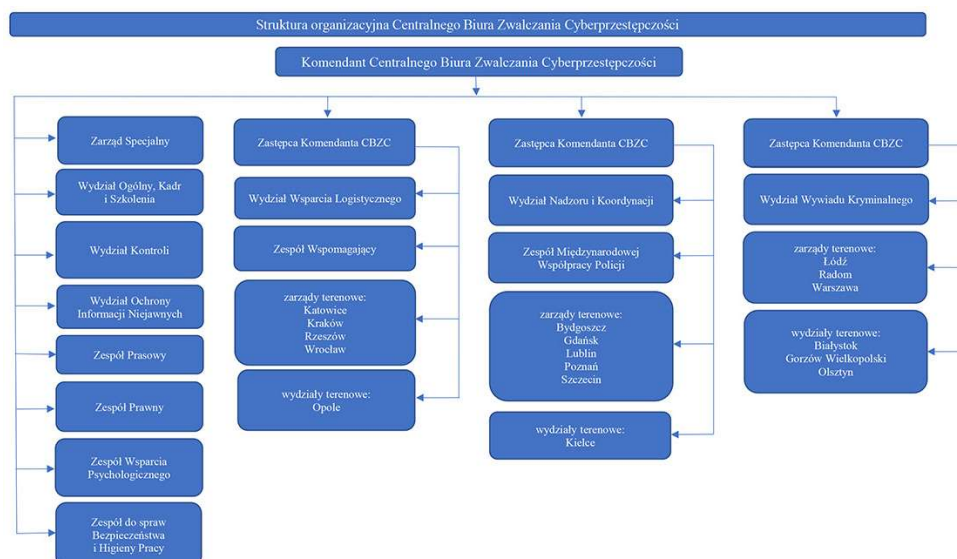 Struktura organizacyjna Centralnego Biura Zwalczania Cyberprzestępczości
Komendant Centralnego Biura Zwalczania Cyberprzestępczości
Zarząd Specjalny
Wydział Ogólny, Kadr
i Szkolenia
Wydział Kontroli
Wydział Ochrony
Informacji Niejawnych
Zespół Prasowy
Zespół Prawny
Zespół Wsparcia
Psychologicznego
Zespół do spraw
Bezpieczeństwa
i Higieny Pracy
Zastępca Komendanta CBZC
Wydział Wsparcia Logistycznego
Zespół Wspomagający
zarządy terenowe:
Katowice
Kraków
Rzeszów
Wrocław
wydziały terenowe:
Opole
Zastępca Komendanta CBZC
Wydział Nadzoru i Koordynacji
Zespół Międzynarodowej
Współpracy Policji
zarządy terenowe:
Bydgoszcz
Gdańsk
Lublin
Poznań
Szczecin
wydziały terenowe:
Kielce
Zastępca Komendanta CBZC
Wydział Wywiadu Kryminalnego
zarządy terenowe:
Łódź
Radom
Warszawa
wydziały terenowe:
Białystok
Gorzów Wielkopolski
Olsztyn